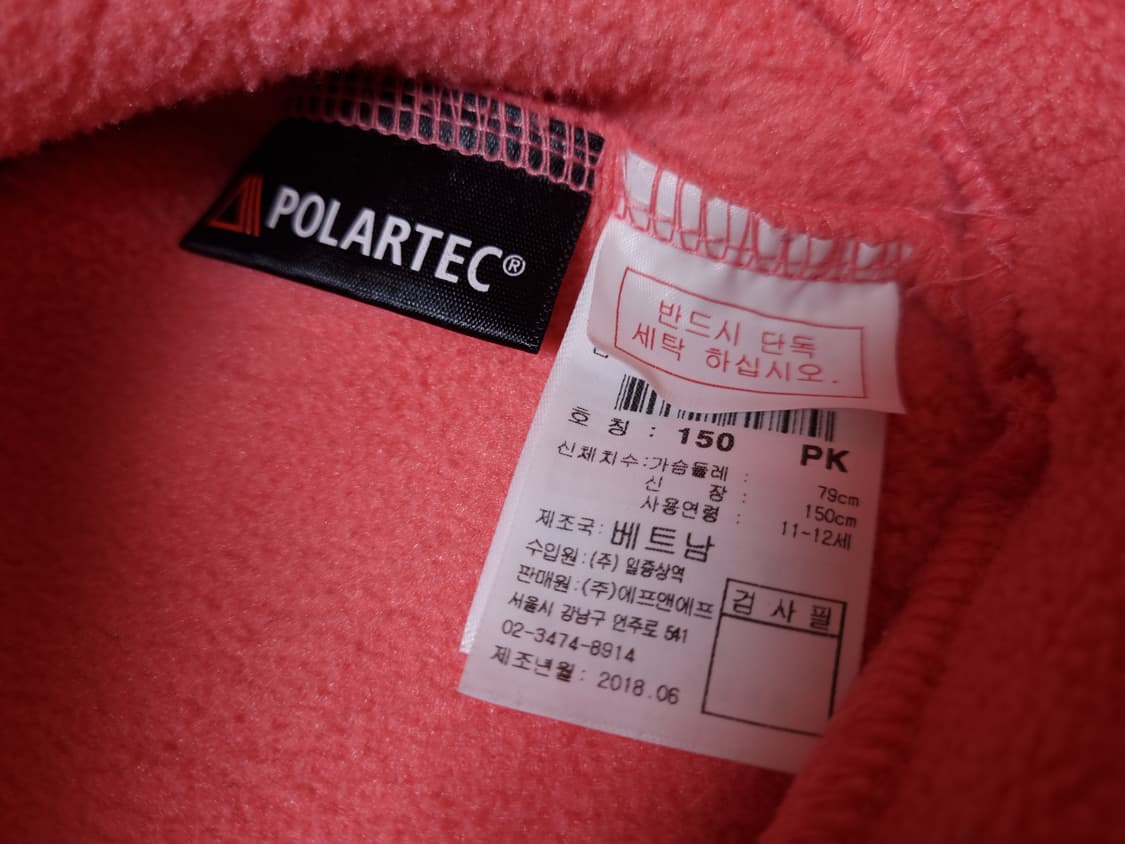 POLARTEC®
반드시 단독
세탁 하십시오.
호 칭 : 150 PK
신체치수:가슴둘레 : 79cm
신 장 : 150cm
사용연령 : 11-12세
제조국: 베트남
수입원 : (주) 일중상역
판매원 : (주)에프앤에프
서울시 강남구 언주로 541
02-3474-8914
제조년월 : 2018.06
검 사 필